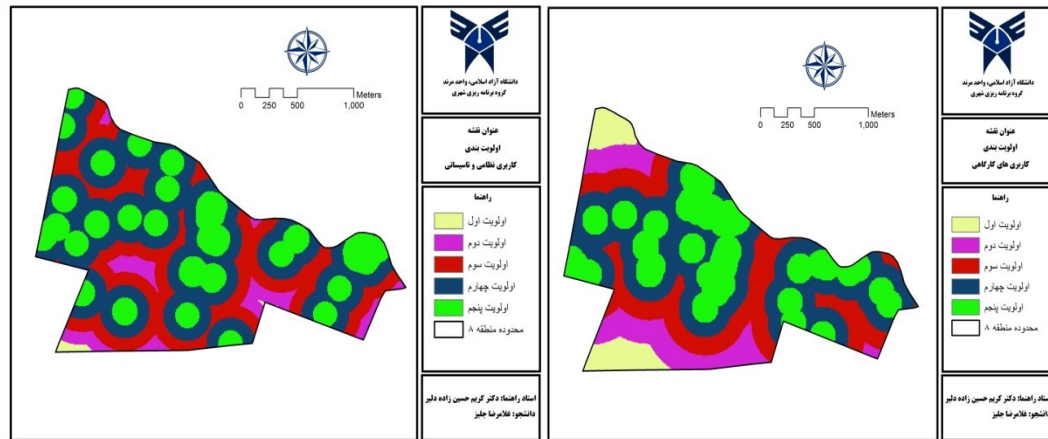 Meters
0 250 500 1,000
دانشگاه آزاد اسلامی، واحد مرند
گروه برنامه ریزی شهری
عنوان نقشه
اولویت بندی
کاربری نظامی و تاسیساتی
راهنما
اولویت اول
اولویت دوم
اولویت سوم
اولویت چهارم
اولویت پنجم
محدوده منطقه ۸
استاد راهنما: دکتر کریم حسین زاده دلیر
دانشجو: غلامرضا جلیز
Meters
0 250 500 1,000
دانشگاه آزاد اسلامی، واحد مرند
گروه برنامه ریزی شهری
عنوان نقشه
اولویت بندی
کاربری های کارگاهی
راهنما
اولویت اول
اولویت دوم
اولویت سوم
اولویت چهارم
اولویت پنجم
محدوده منطقه ۸
استاد راهنما: دکتر کریم حسین زاده دلیر
دانشجو: غلامرضا جلیز